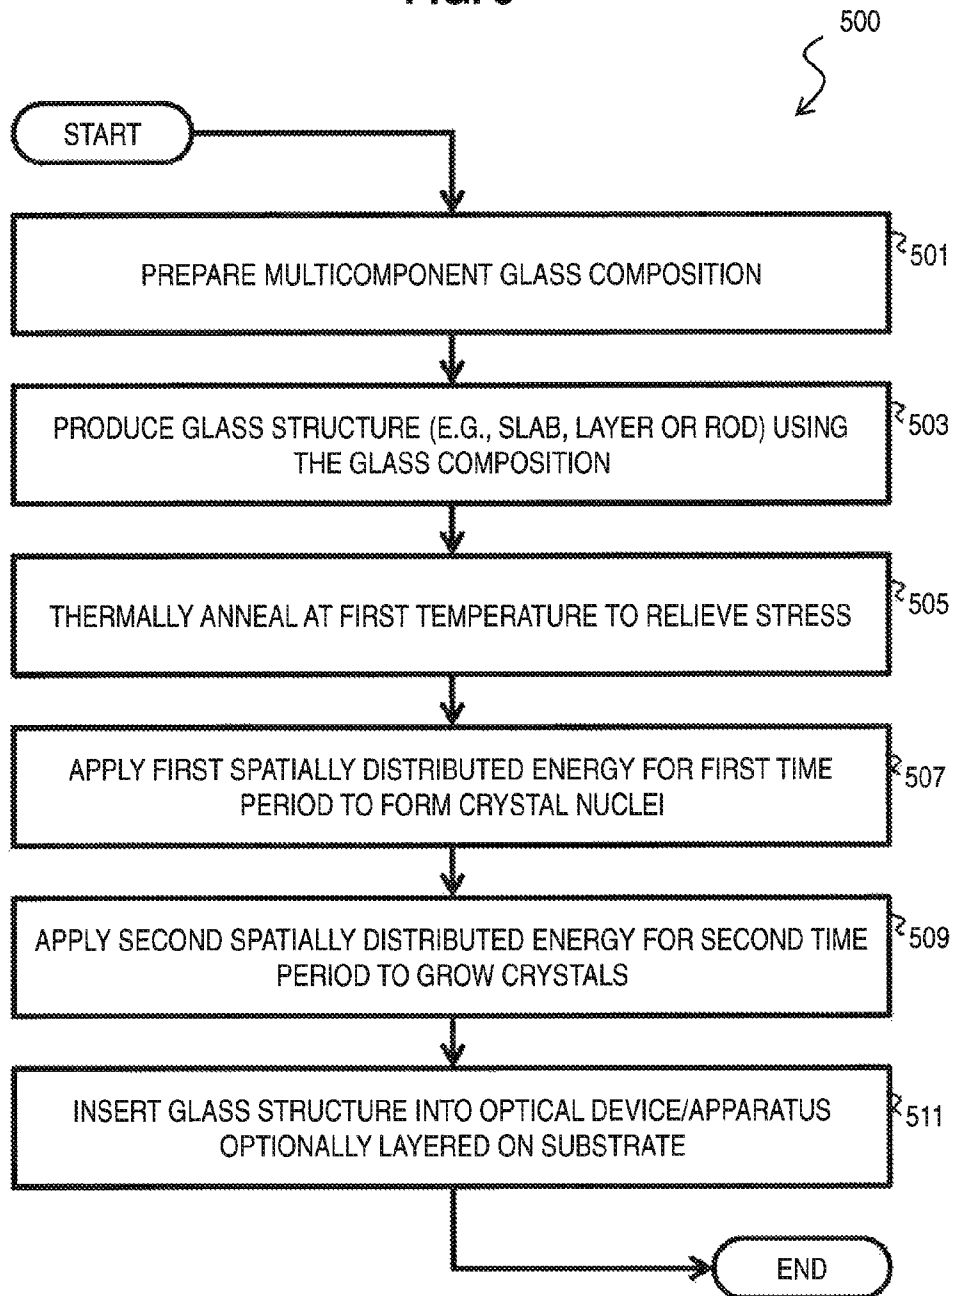 500
START
PREPARE MULTICOMPONENT GLASS COMPOSITION
501
PRODUCE GLASS STRUCTURE (E.G., SLAB, LAYER OR ROD) USING
THE GLASS COMPOSITION
503
THERMALLY ANNEAL AT FIRST TEMPERATURE TO RELIEVE STRESS
505
APPLY FIRST SPATIALLY DISTRIBUTED ENERGY FOR FIRST TIME
PERIOD TO FORM CRYSTAL NUCLEI
507
APPLY SECOND SPATIALLY DISTRIBUTED ENERGY FOR SECOND TIME
PERIOD TO GROW CRYSTALS
509
INSERT GLASS STRUCTURE INTO OPTICAL DEVICE/APPARATUS
OPTIONALLY LAYERED ON SUBSTRATE
511
END